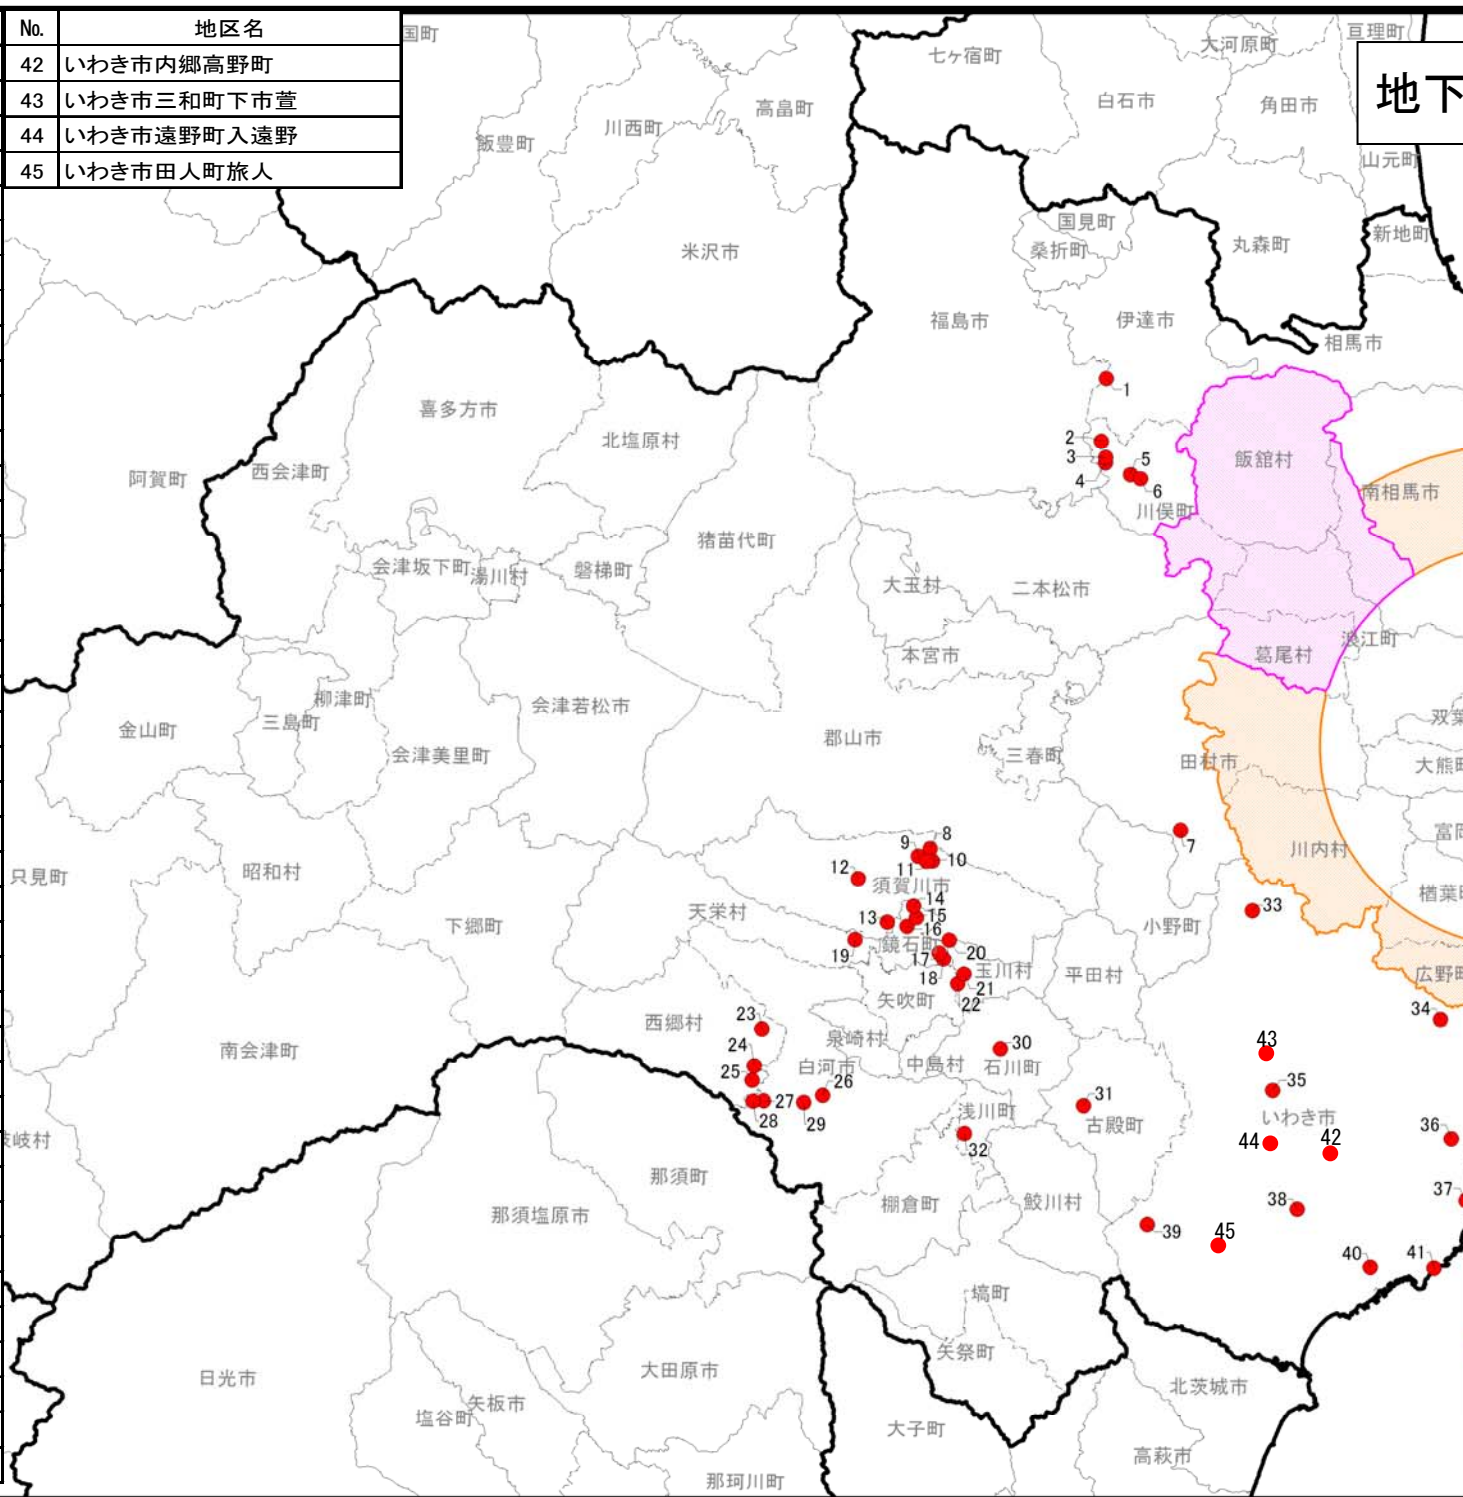 No. 地区名
42 いわき市内郷高野町
43 いわき市三和町下市萱
44 いわき市遠野町入遠野
45 いわき市田人町旅人
地下
国町
七ヶ宿町
大河原町
亘理町
高畠町
川西町
飯豊町
白石市
角田市
山元町
国見町
桑折町
丸森町
新地町
米沢市
福島市
伊達市
相馬市
1
喜多方市
北塩原村
2
3
4
5
6
飯舘村
阿賀町
西会津町
南相馬市
川俣町
猪苗代町
会津坂下町
湯川村
磐梯町
大玉村
二本松市
本宮市
葛尾村
浪江町
金山町
三島町
柳津町
会津若松市
会津美里町
郡山市
三春町
田村市
双葉
大熊町
富岡
7
8
9
10
11
12
須賀川市
川内村
楢葉町
只見町
昭和村
下郷町
天栄村
13
14
15
16
鏡石町
17
18
19
20
21
22
玉川村
平田村
小野町
33
広野町
34
矢吹町
西郷村
23
24
25
26
27
28
29
泉崎村
白河市
中島村
石川町
30
31
古殿町
浅川町
32
43
35
いわき市
44
42
36
37
38
39
45
40
41
南会津町
岐村
那須町
那須塩原市
棚倉町
鮫川村
塙町
矢祭町
日光市
塩谷町
矢板市
大田原市
那珂川町
大子町
北茨城市
高萩市